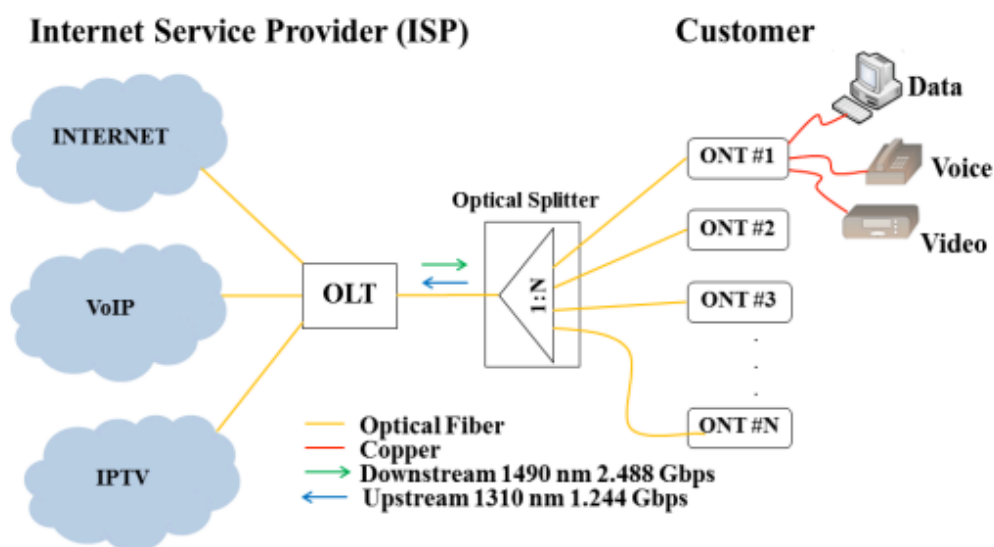 Internet Service Provider (ISP)
Customer
INTERNET
VoIP
IPTV
OLT
Optical Splitter
1:N
ONT #1
ONT #2
ONT #3
.
.
.
ONT #N
Data
Voice
Video
Optical Fiber
Copper
Downstream 1490 nm 2.488 Gbps
Upstream 1310 nm 1.244 Gbps